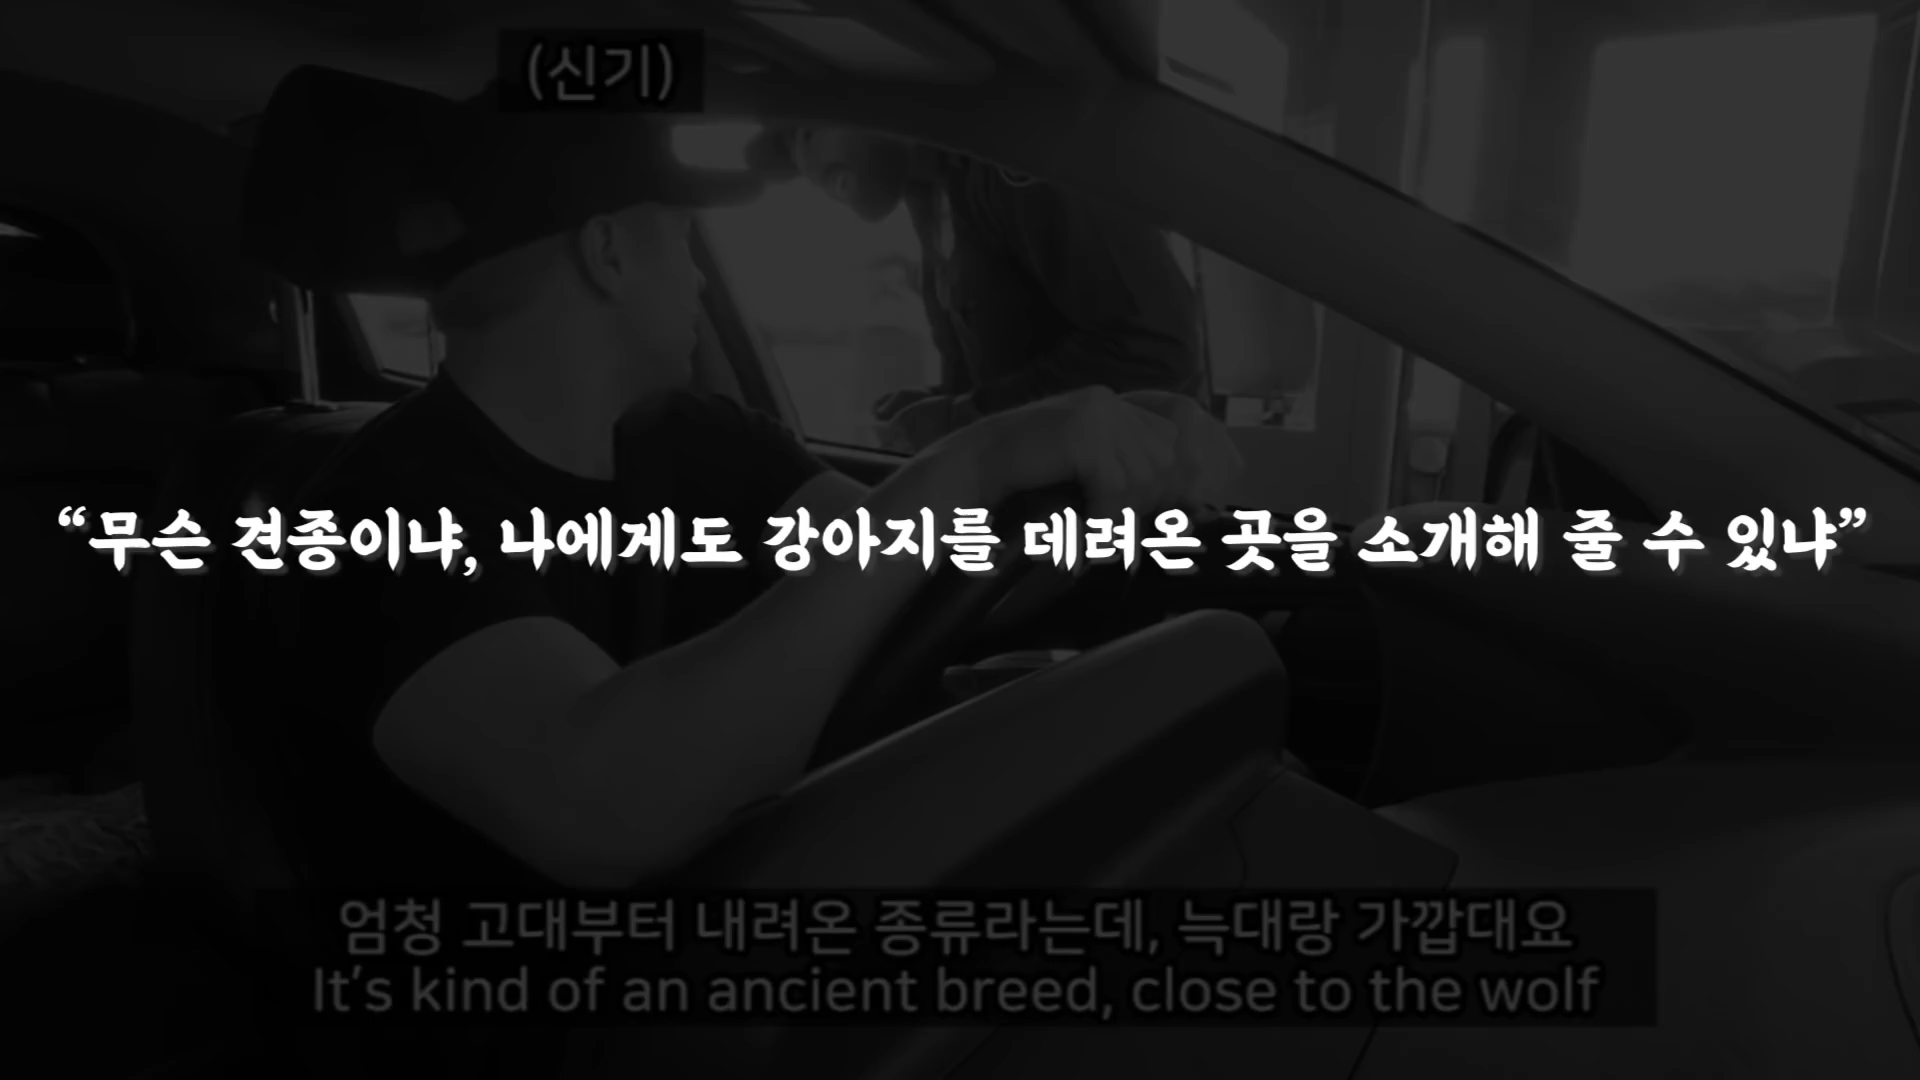 (신기)
“무슨 견종이냐, 나에게도 강아지를 데려온 곳을 소개해 줄 수 있냐”
엄청 고대부터 내려온 종류라는데, 늑대랑 가깝대요
It's kind of an ancient breed, close to the wolf